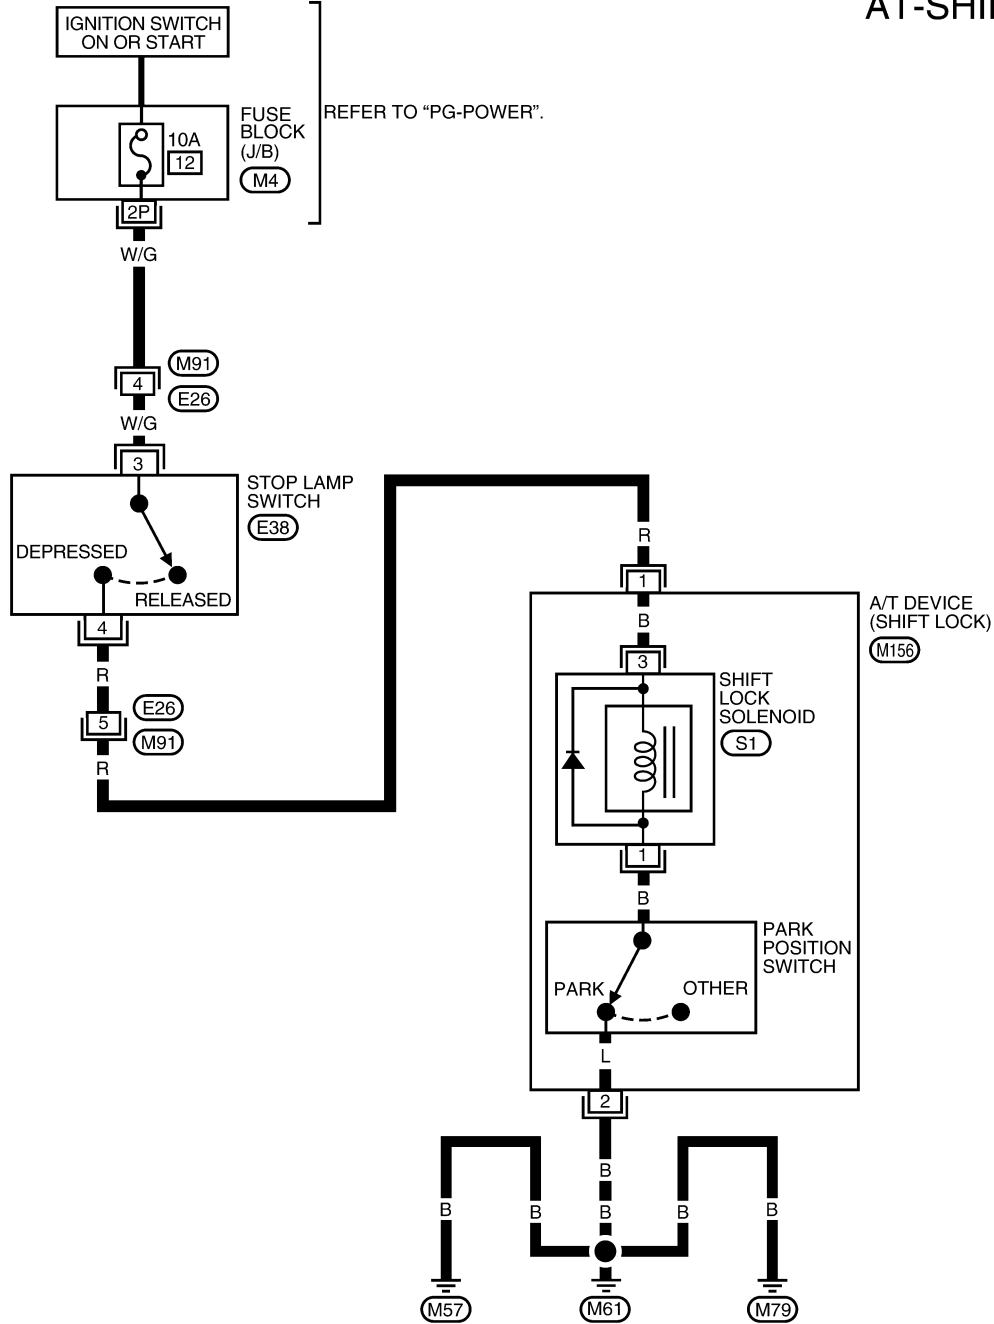 AT-SHI
IGNITION SWITCH
ON OR START
REFER TO “PG-POWER”.
FUSE
BLOCK
(J/B)
M4
10A
12
2P
W/G
M91
4
E26
W/G
3
STOP LAMP
SWITCH
E38
DEPRESSED
RELEASED
4
R
E26
5
M91
R
R
1
A/T DEVICE
(SHIFT LOCK)
M156
B
3
SHIFT
LOCK
SOLENOID
S1
1
B
PARK
POSITION
SWITCH
PARK
OTHER
L
2
B
B
B
B
B
B
M57
M61
M79